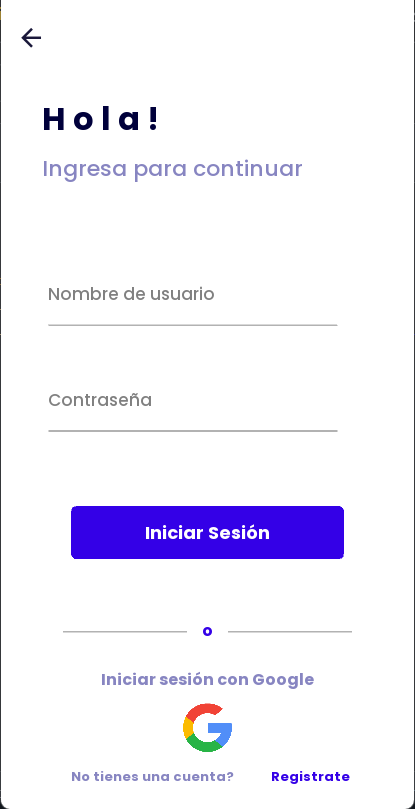 Hola!
Ingresa para continuar
Nombre de usuario
Contraseña
Iniciar Sesión
o
Iniciar sesión con Google
No tienes una cuenta? Registrate